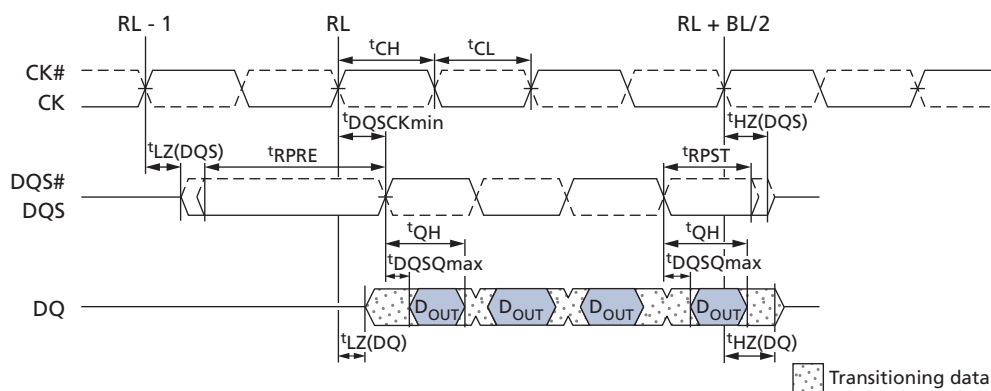 RL - 1 RL RL + BL/2
tCH tCL
CK#
CK
tDQSCKmin tHZ(DQS)
tLZ(DQS) tRPRE tRPST
DQS#
DQS
tQH tQH
tDQSQmax tDQSQmax
DQ DOUT DOUT DOUT DOUT
tLZ(DQ) tHZ(DQ)
Transitioning data